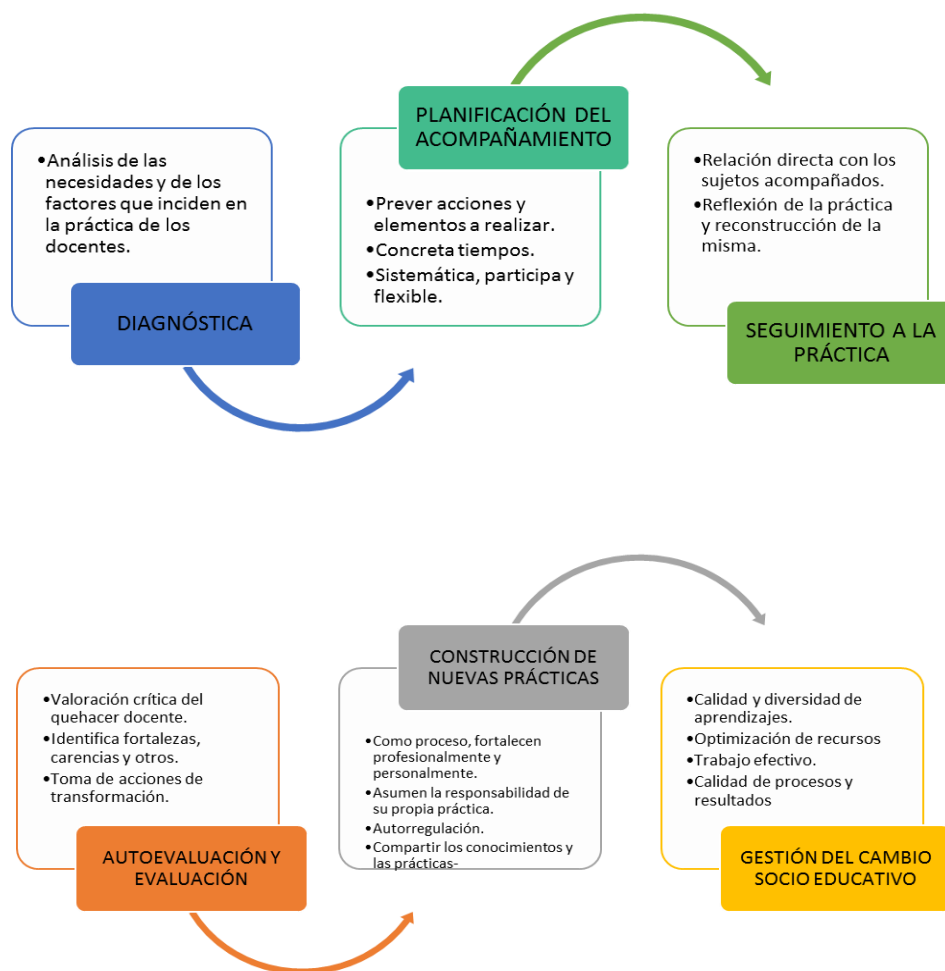 •Análisis de las
necesidades y de los
factores que inciden en
la práctica de los
docentes.
DIAGNÓSTICA
PLANIFICACIÓN DEL
ACOMPAÑAMIENTO
•Prever acciones y
elementos a realizar.
•Concreta tiempos.
•Sistemática, participa y
flexible.
•Relación directa con los
sujetos acompañados.
•Reflexión de la práctica
y reconstrucción de la
misma.
SEGUIMIENTO A LA
PRÁCTICA
•Valoración crítica del
quehacer docente.
•Identifica fortalezas,
carencias y otros.
•Toma de acciones de
transformación.
AUTOEVALUACIÓN Y
EVALUACIÓN
CONSTRUCCIÓN DE
NUEVAS PRÁCTICAS
•Como proceso, fortalecen
profesionalmente y
personalmente.
•Asumen la responsabilidad de
su propia práctica.
•Autorregulación.
•Compartir los conocimientos y
las prácticas-
•Calidad y diversidad de
aprendizajes.
•Optimización de recursos
•Trabajo efectivo.
•Calidad de procesos y
resultados
GESTIÓN DEL CAMBIO
SOCIO EDUCATIVO